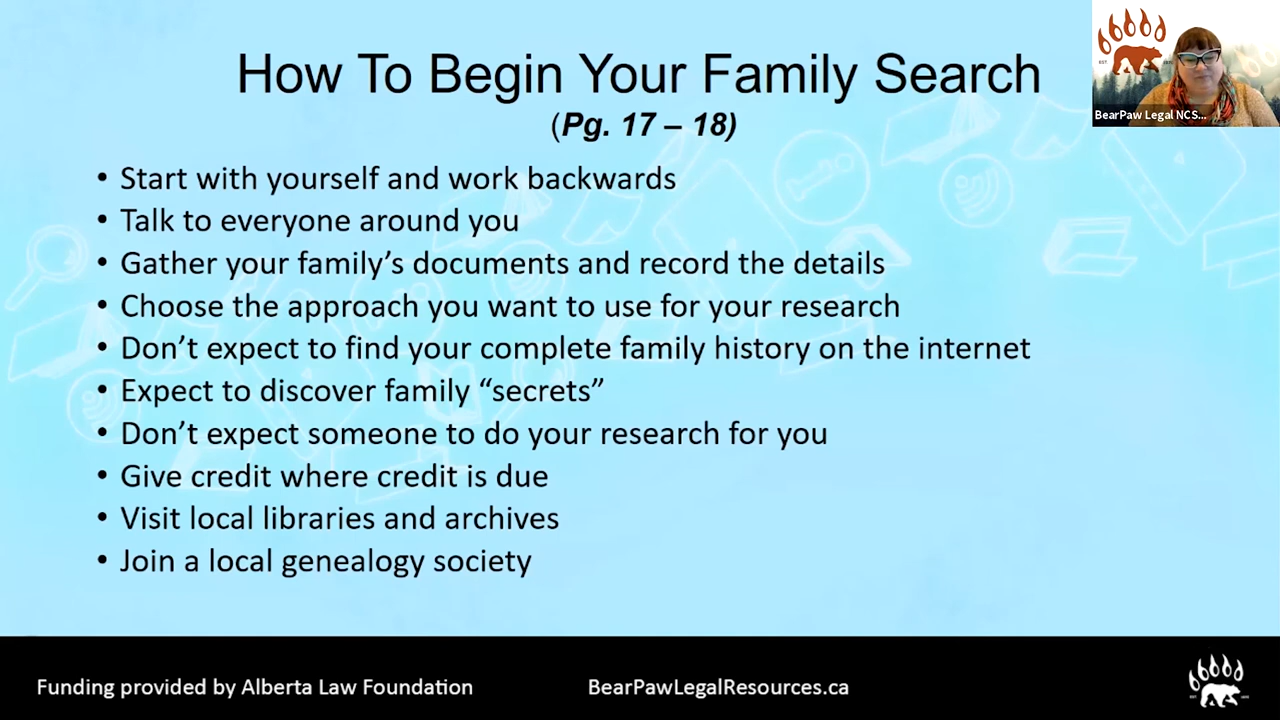 How To Begin Your Family Search
(Pg. 17 – 18)
BearPaw Legal NCS...
• Start with yourself and work backwards
• Talk to everyone around you
• Gather your family’s documents and record the details
• Choose the approach you want to use for your research
• Don’t expect to find your complete family history on the internet
• Expect to discover family “secrets”
• Don’t expect someone to do your research for you
• Give credit where credit is due
• Visit local libraries and archives
• Join a local genealogy society
Funding provided by Alberta Law Foundation
BearPawLegalResources.ca